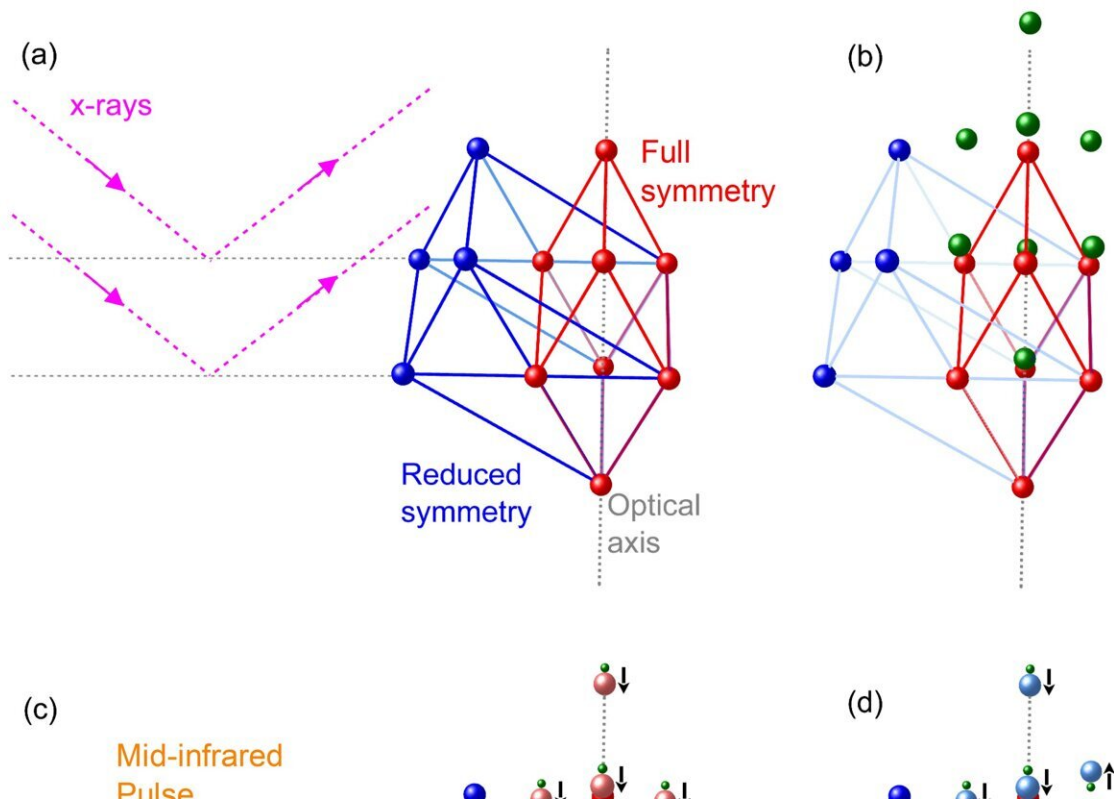 (a)
x-rays
Full
symmetry
Reduced
symmetry
Optical
axis
(b)
(c)
Mid-infrared
Pulse
(d)